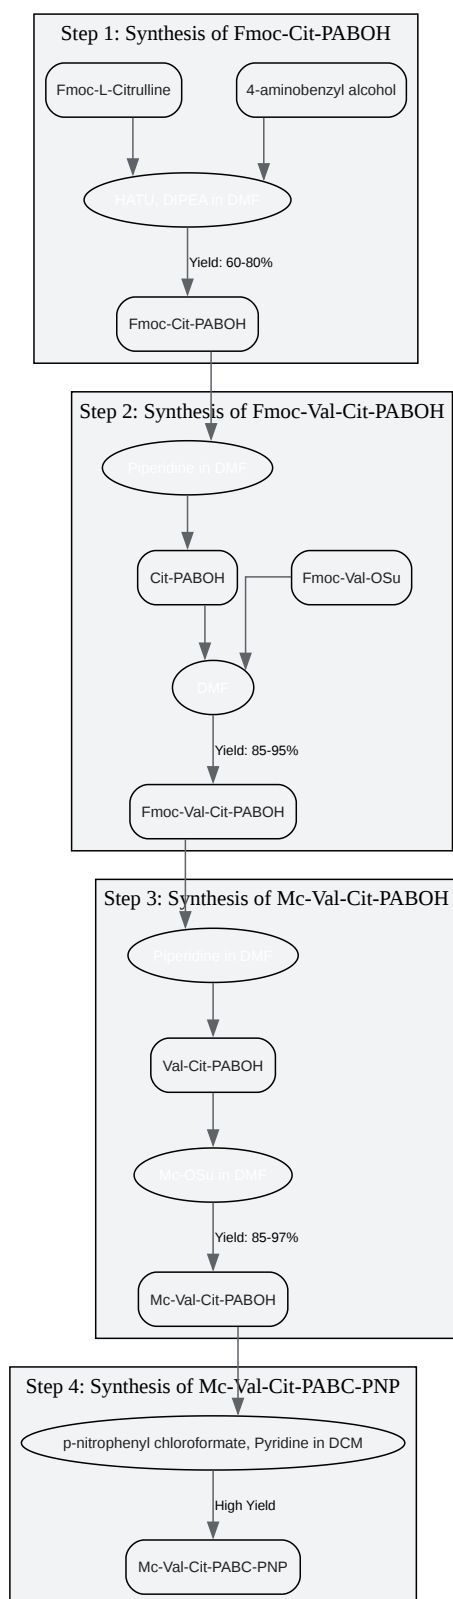 Step 1: Synthesis of Fmoc-Cit-PABOH
Fmoc-L-Citrulline
4-aminobenzyl alcohol
HATU, DIPEA in DMF
Yield: 60-80%
Fmoc-Cit-PABOH
Step 2: Synthesis of Fmoc-Val-Cit-PABOH
Piperidine in DMF
Cit-PABOH
Fmoc-Val-OSu
DMF
Yield: 85-95%
Fmoc-Val-Cit-PABOH
Step 3: Synthesis of Mc-Val-Cit-PABOH
Piperidine in DMF
Val-Cit-PABOH
Mc-OSu in DMF
Yield: 85-97%
Mc-Val-Cit-PABOH
Step 4: Synthesis of Mc-Val-Cit-PABC-PNP
p-nitrophenyl chloroformate, Pyridine in DCM
High Yield
Mc-Val-Cit-PABC-PNP